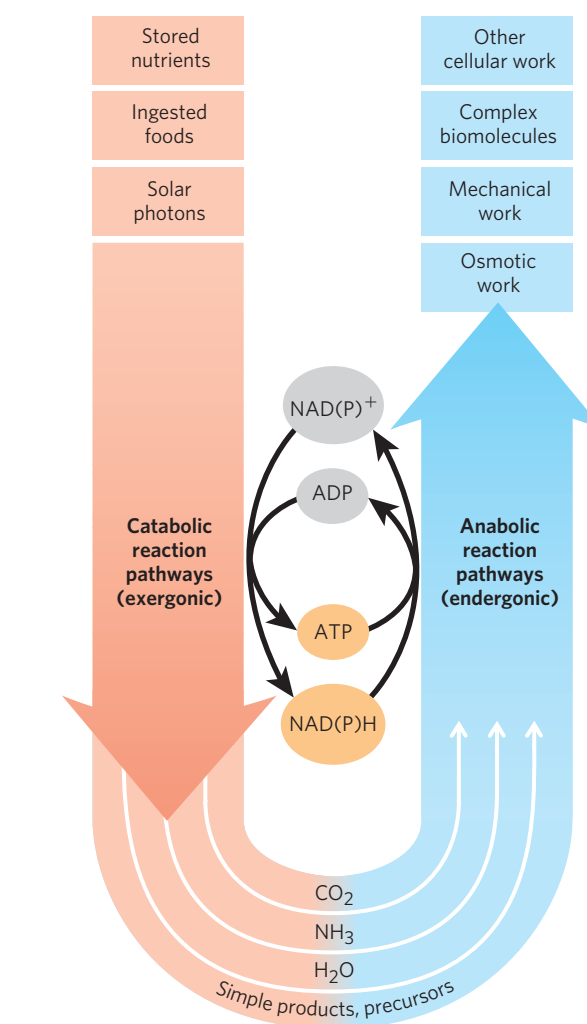 Stored
nutrients
Ingested
foods
Solar
photons
Other
cellular work
Complex
biomolecules
Mechanical
work
Osmotic
work
NAD(P)⁺
ADP
Catabolic
reaction
pathways
(exergonic)
Anabolic
reaction
pathways
(endergonic)
ATP
NAD(P)H
CO₂
NH₃
H₂O
Simple products, precursors